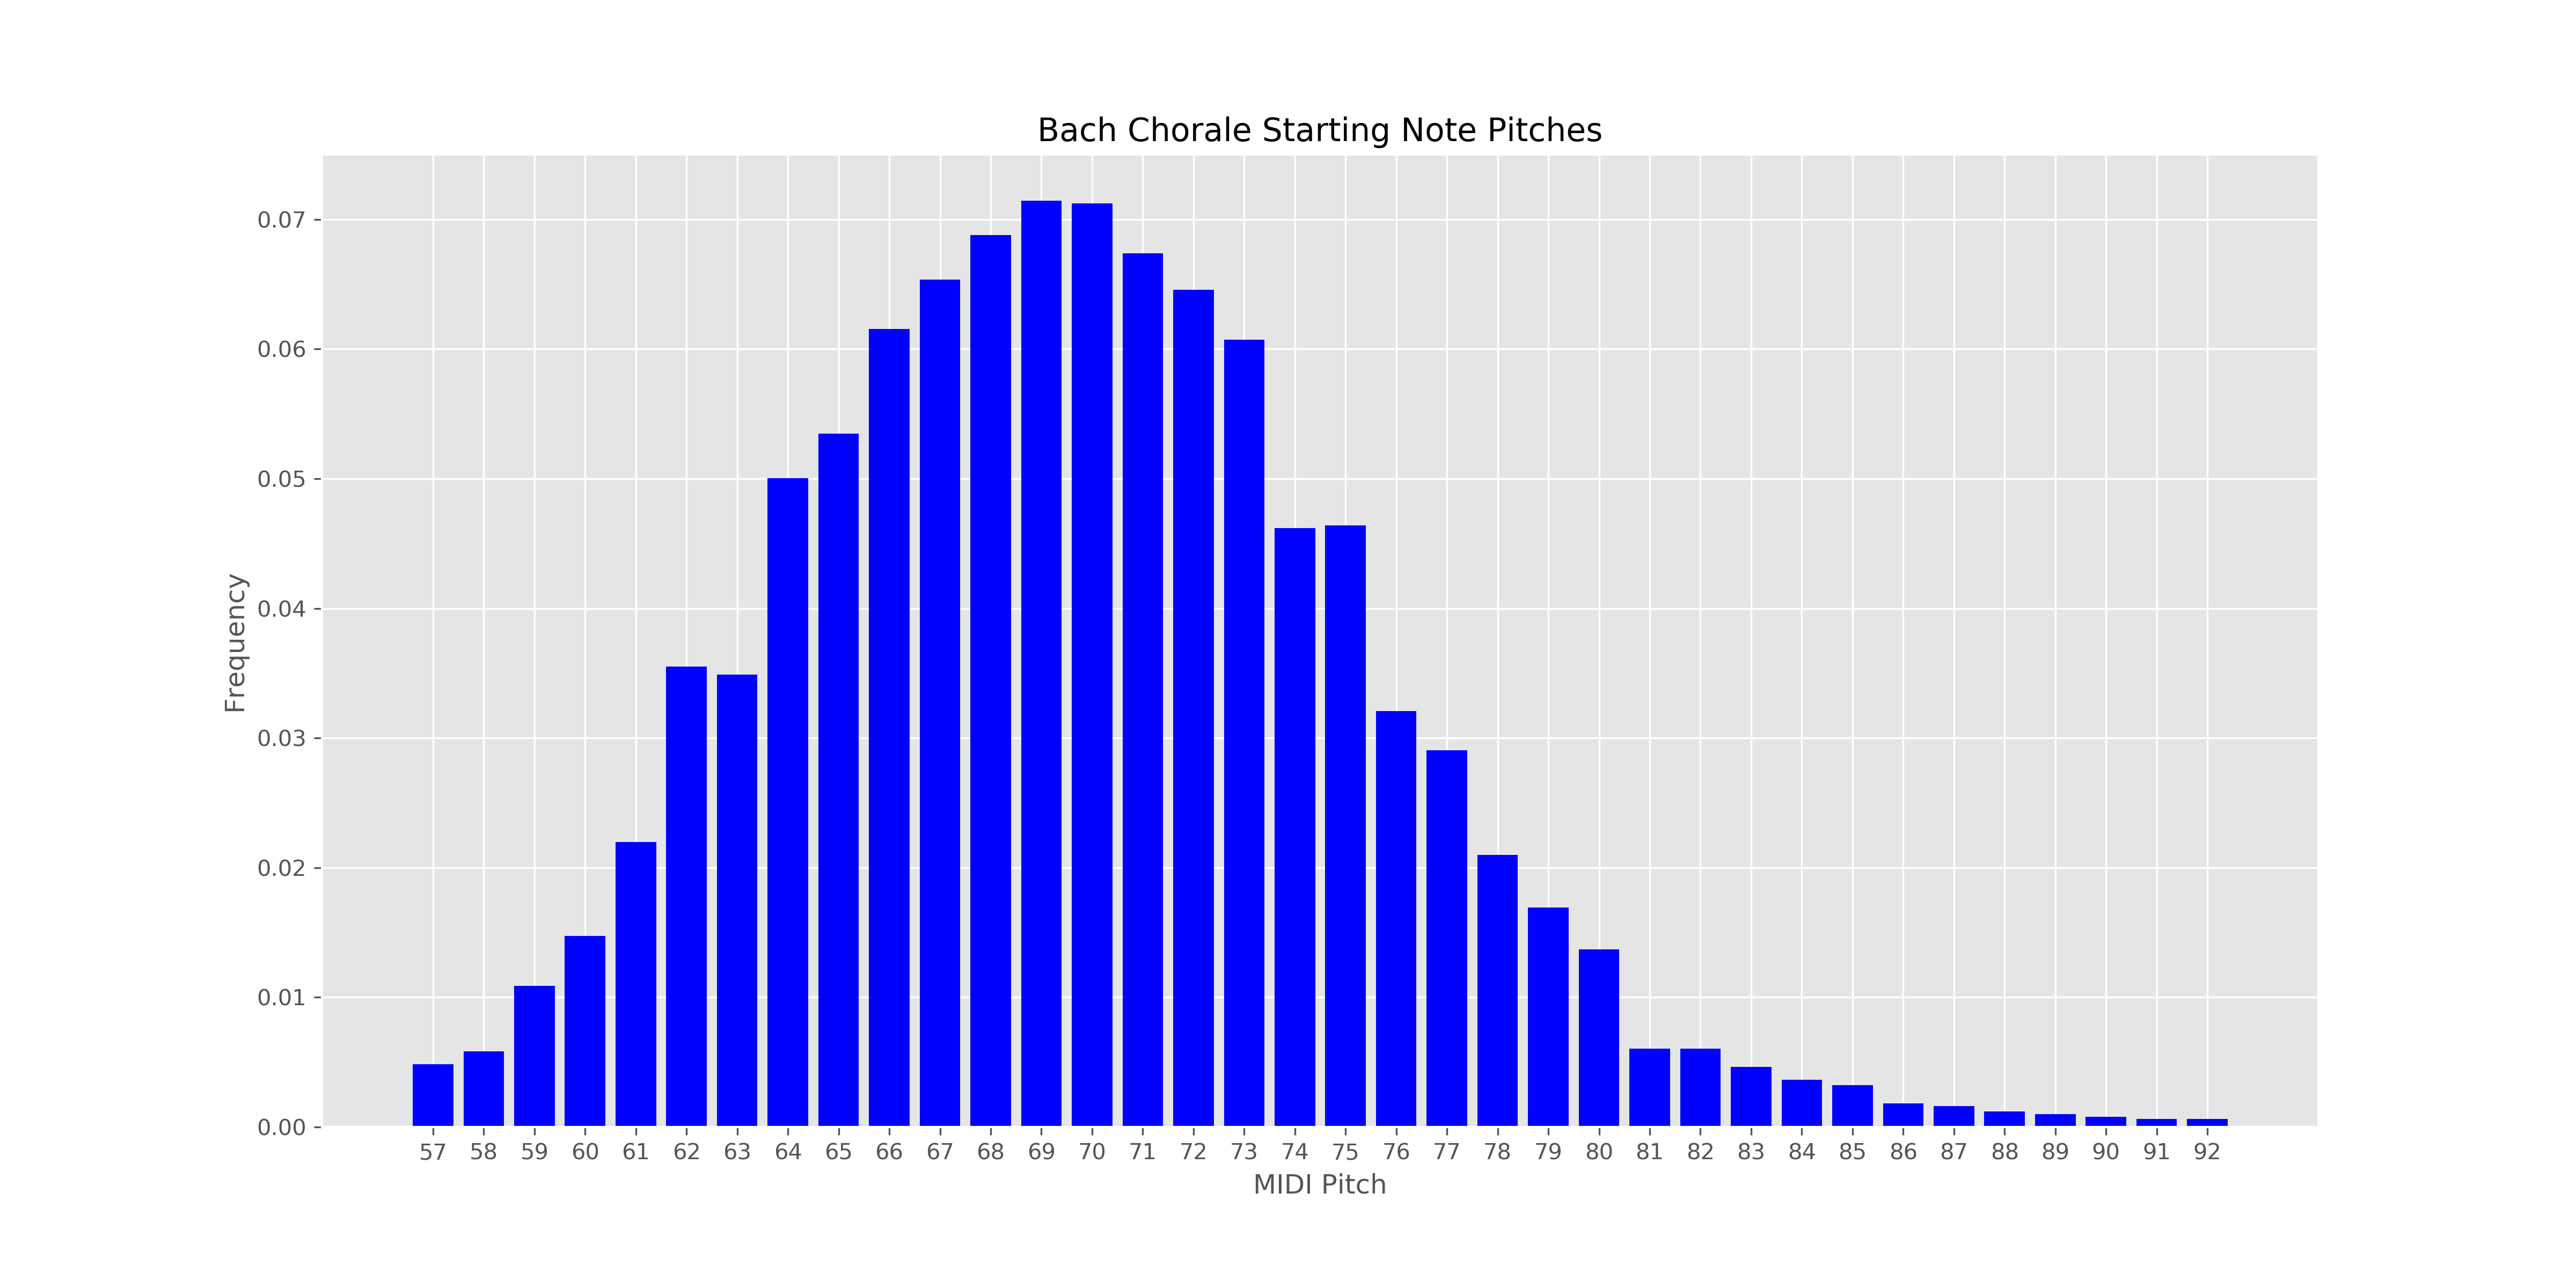 Bach Chorale Starting Note Pitches
Frequency
0.07
0.06
0.05
0.04
0.03
0.02
0.01
0.00
57 58 59 60 61 62 63 64 65 66 67 68 69 70 71 72 73 74 75 76 77 78 79 80 81 82 83 84 85 86 87 88 89 90 91 92
MIDI Pitch